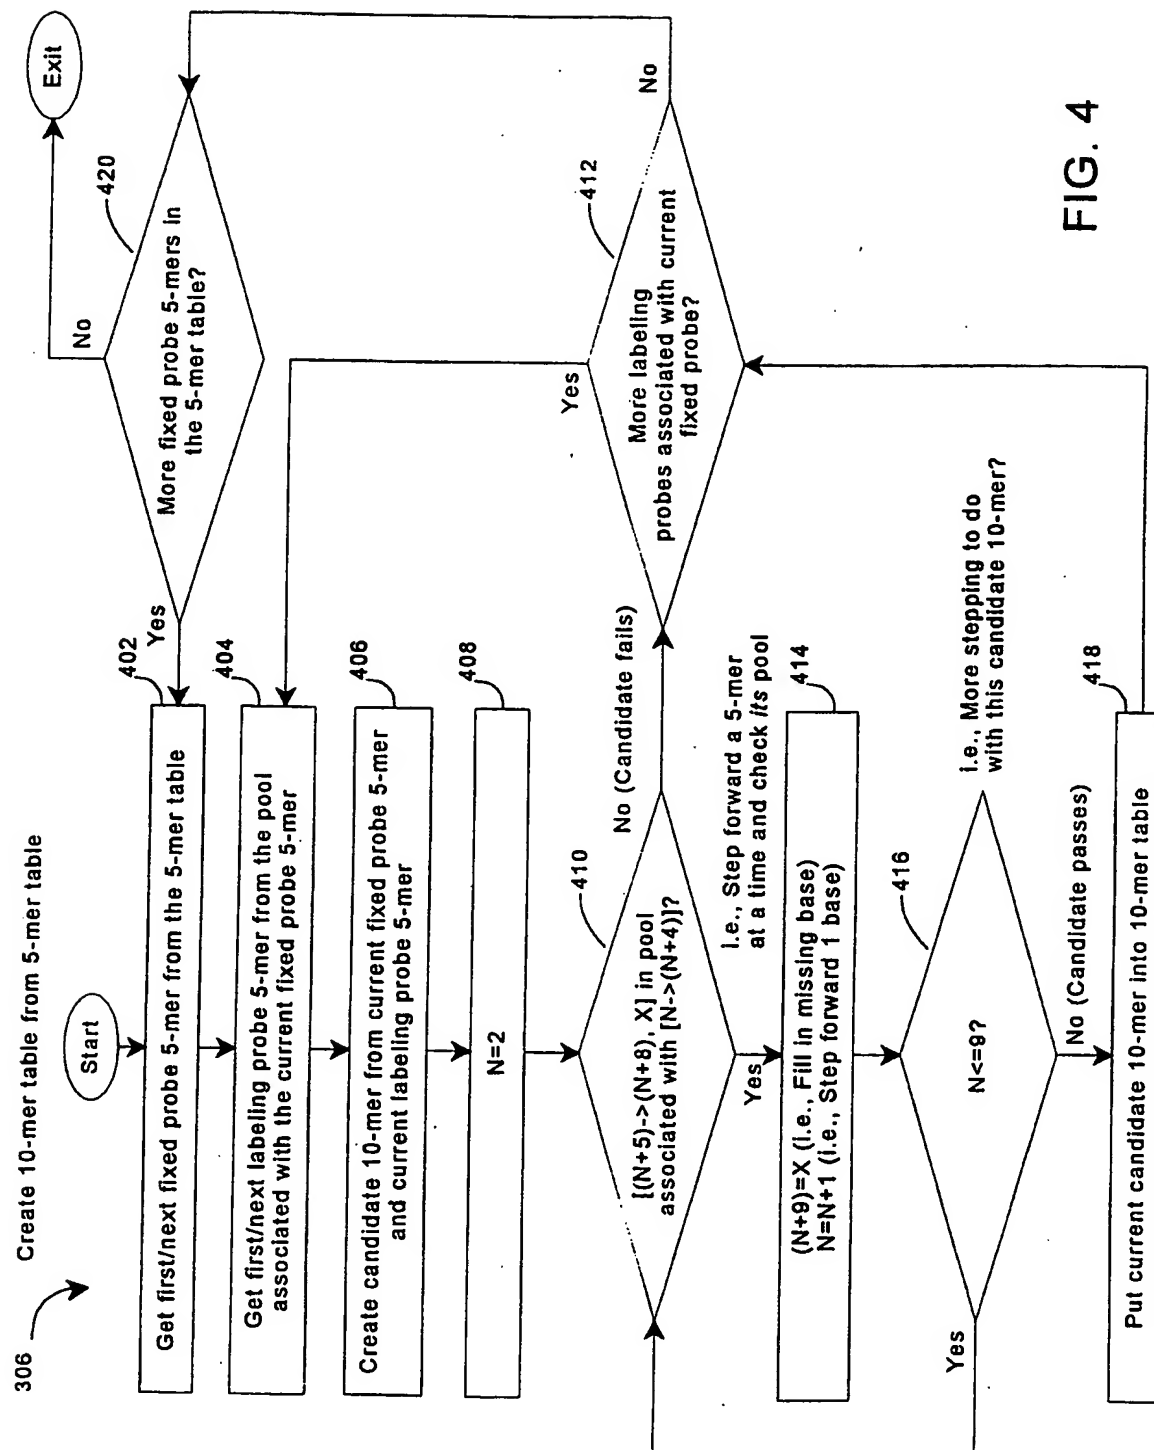 306
Create 10-mer table from 5-mer table
Start
Exit
402
Get first/next fixed probe 5-mer from the 5-mer table
Yes
420
More fixed probe 5-mers in
the 5-mer table?
No
404
Get first/next labeling probe 5-mer from the pool
associated with the current fixed probe 5-mer
406
Create candidate 10-mer from current fixed probe 5-mer
and current labeling probe 5-mer
408
N=2
410
[(N+5)->(N+8), X] in pool
associated with [N->(N+4)]?
No (Candidate fails)
412
More labeling
probes associated with current
fixed probe?
Yes
No
Yes
i.e., Step forward a 5-mer
at a time and check its pool
414
(N+9)=X (i.e., Fill in missing base)
N=N+1 (i.e., Step forward 1 base)
416
N<=9?
i.e., More stepping to do
with this candidate 10-mer?
Yes
No (Candidate passes)
418
Put current candidate 10-mer into 10-mer table
FIG. 4